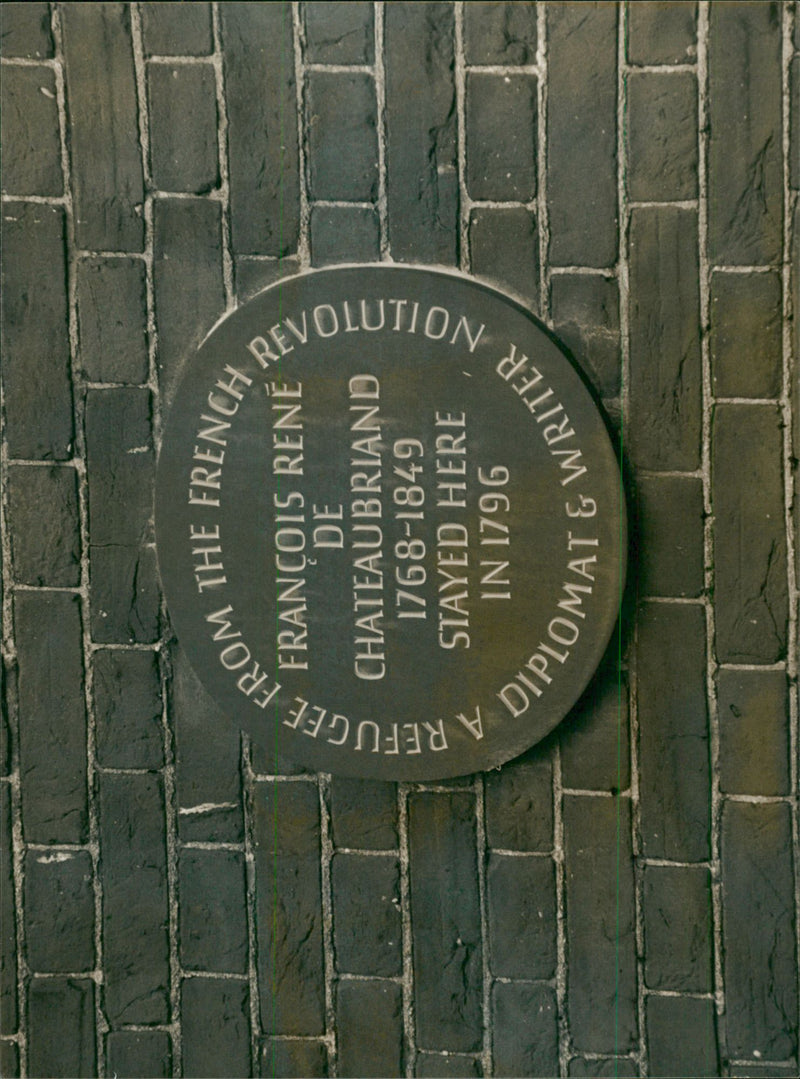 A REFUGEE FROM THE FRENCH REVOLUTION
FRANÇOIS RENÉ
DE
CHATEAUBRIAND
1768-1849
STAYED HERE
IN 1796
DIPLOMAT & WRITER